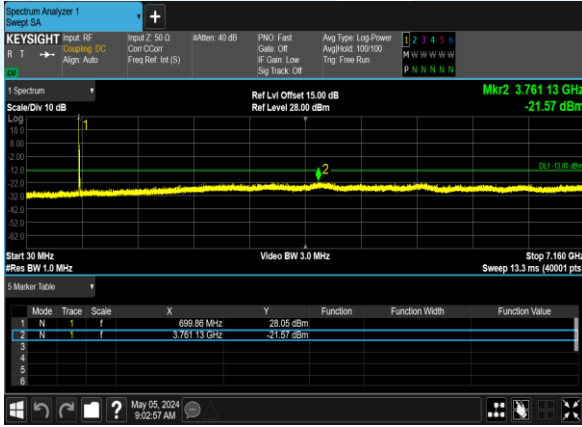 Spectrum Analyzer 1
Swept SA
+
KEYSIGHT Input: RF Input Z: 50 Ω #Atten: 40 dB PNO: Fast Avg Type: Log-Power 1 2 3 4 5 6
R T Coupling: DC Corr CCorr Gate: Off Avg|Hold: 100/100 M W W W W W
Align: Auto Freq Ref: Int (S) IF Gain: Low Trig: Free Run
Sig Track: Off P N N N N N
LXI
1 Spectrum Ref Lvl Offset 15.00 dB Mkr2 3.761 13 GHz
Scale/Div 10 dB Ref Level 28.00 dBm -21.57 dBm
Log
18.0
8.00
-2.00
-12.0
-22.0
-32.0
-42.0
-52.0
-62.0
1
2
DL1 -13.00 dBm
Start 30 MHz Video BW 3.0 MHz Stop 7.160 GHz
#Res BW 1.0 MHz Sweep 13.3 ms (40001 pts)
5 Marker Table
Mode Trace Scale X Y Function Function Width Function Value
1 N 1 f 699.86 MHz 28.05 dBm
2 N 1 f 3.761 13 GHz -21.57 dBm
3
4
5
6
? May 05, 2024
9:02:57 AM